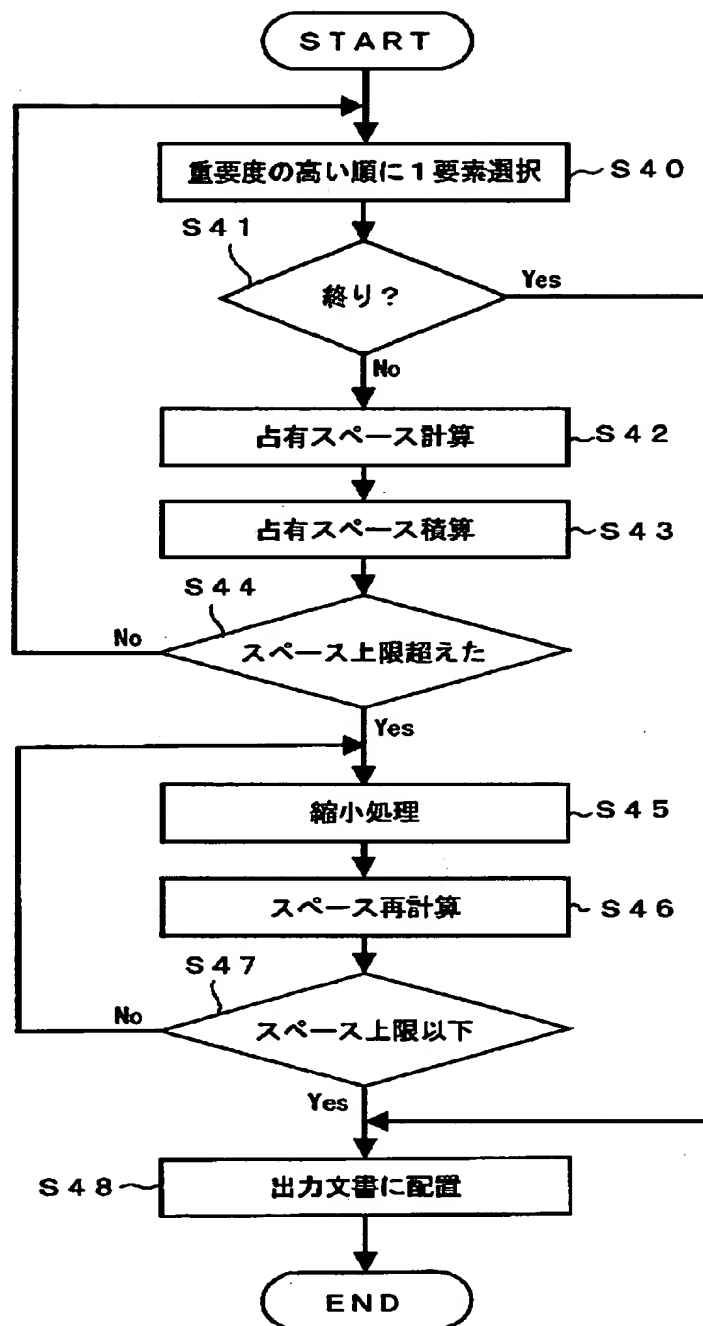 START
重要度の高い順に1要素選択
S40
S41
終り?
Yes
No
占有スペース計算
S42
占有スペース積算
S43
S44
No
スペース上限超えた
Yes
縮小処理
S45
スペース再計算
S46
S47
No
スペース上限以下
Yes
S48
出力文書に配置
END